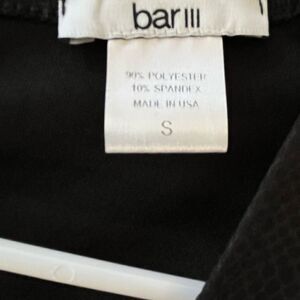 bar III
90% POLYESTER
10% SPANDEX
MADE IN USA
S